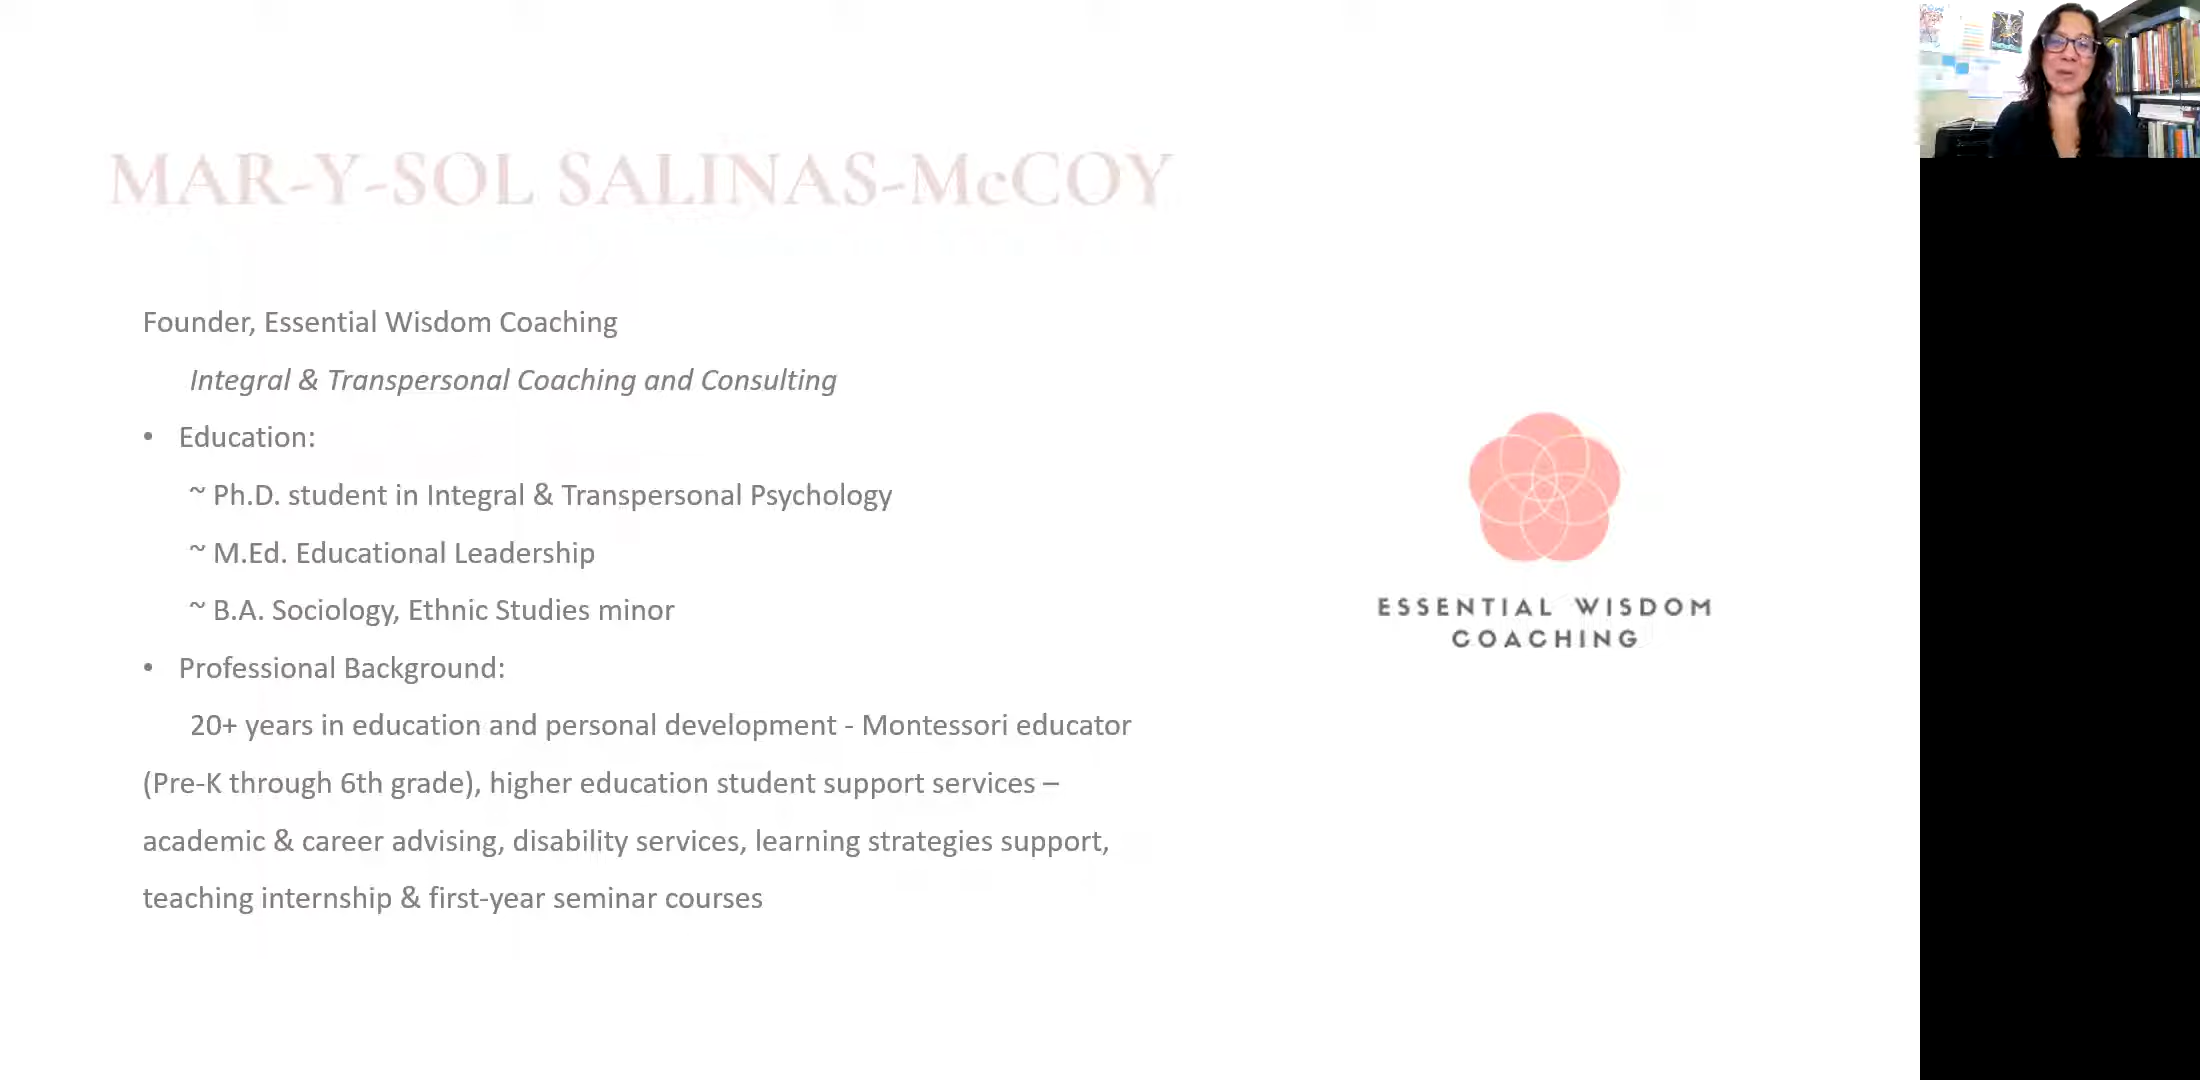 MAR-Y-SOL SALINAS-McCOY
Founder, Essential Wisdom Coaching
Integral & Transpersonal Coaching and Consulting
• Education:
~ Ph.D. student in Integral & Transpersonal Psychology
~ M.Ed. Educational Leadership
~ B.A. Sociology, Ethnic Studies minor
• Professional Background:
20+ years in education and personal development - Montessori educator
(Pre-K through 6th grade), higher education student support services –
academic & career advising, disability services, learning strategies support,
teaching internship & first-year seminar courses
ESSENTIAL WISDOM
COACHING